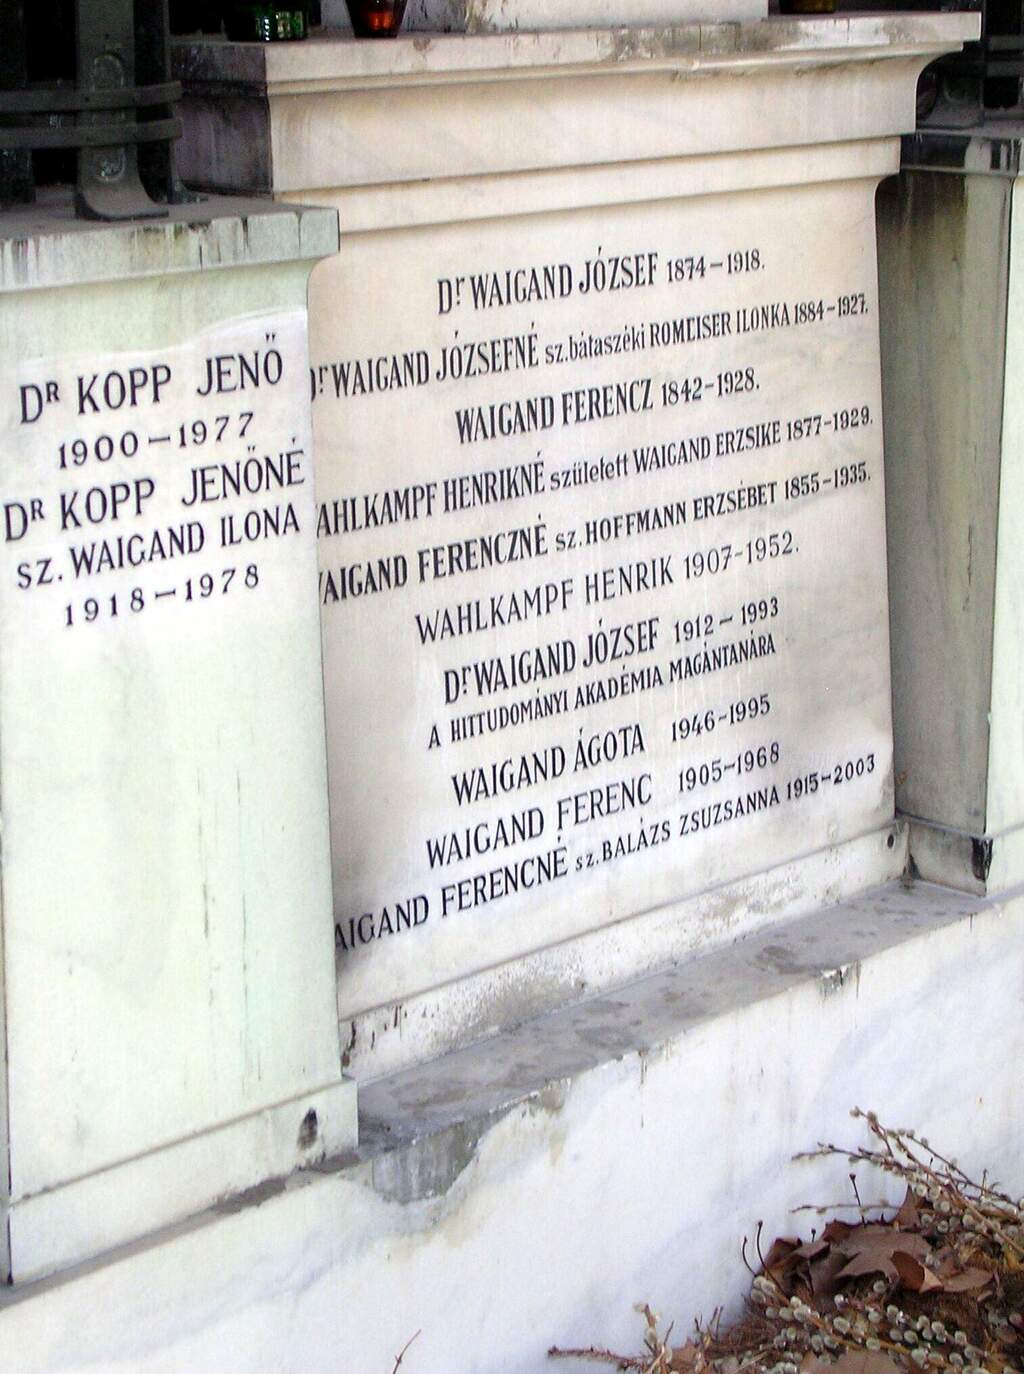 DR KOPP JENŐ
1900-1977
DR KOPP JENŐNÉ
SZ. WAIGAND ILONA
1918-1978
Dr WAIGAND JÓZSEF 1874-1918.
Dr WAIGAND JÓZSEFNÉ sz. bátaszéki ROMEISER ILONKA 1884-1927.
WAIGAND FERENCZ 1842-1928.
WAHLKAMPF HENRIKNÉ született WAIGAND ERZSIKE 1877-1929.
WAIGAND FERENCZNÉ sz. HOFFMANN ERZSÉBET 1855-1935.
WAHLKAMPF HENRIK 1907-1952.
Dr WAIGAND JÓZSEF 1912-1993
A HITTUDOMÁNYI AKADÉMIA MAGÁNTANÁRA
WAIGAND ÁGOTA 1946-1995
WAIGAND FERENC 1905-1968
WAIGAND FERENCNÉ sz. BALÁZS ZSUZSANNA 1915-2003